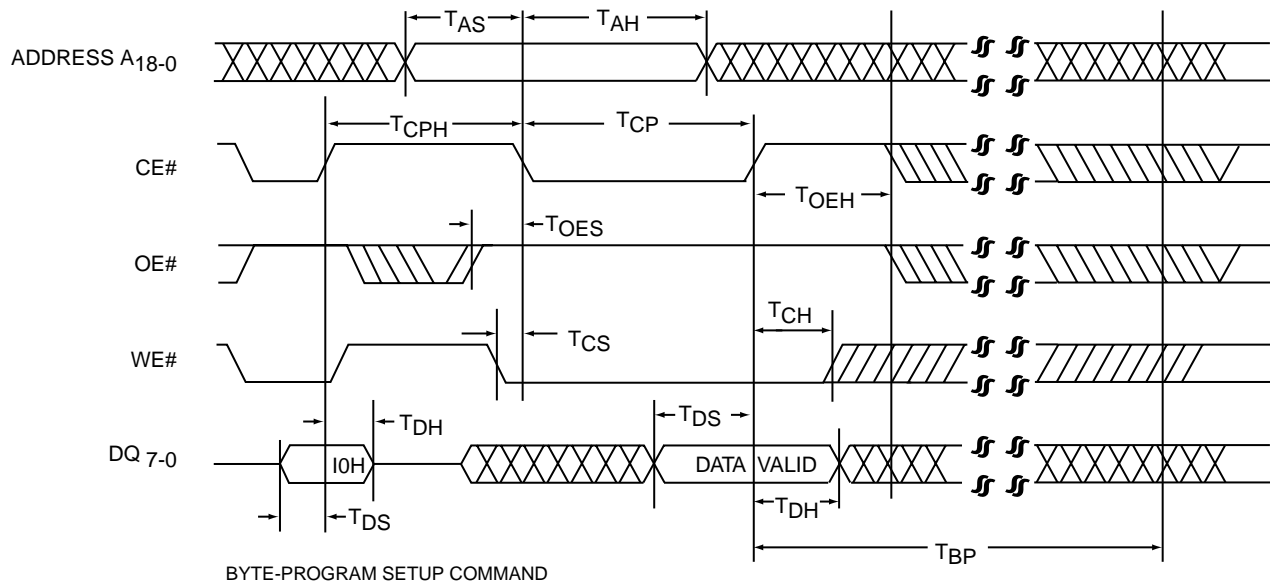 TAS TAH
ADDRESS A18-0
TCPH TCP
CE#
TOEH
TOES
OE#
TCH
TCS
WE#
TDS
TDH
DQ 7-0 I0H DATA VALID
TDH
TDS
TBP
BYTE-PROGRAM SETUP COMMAND